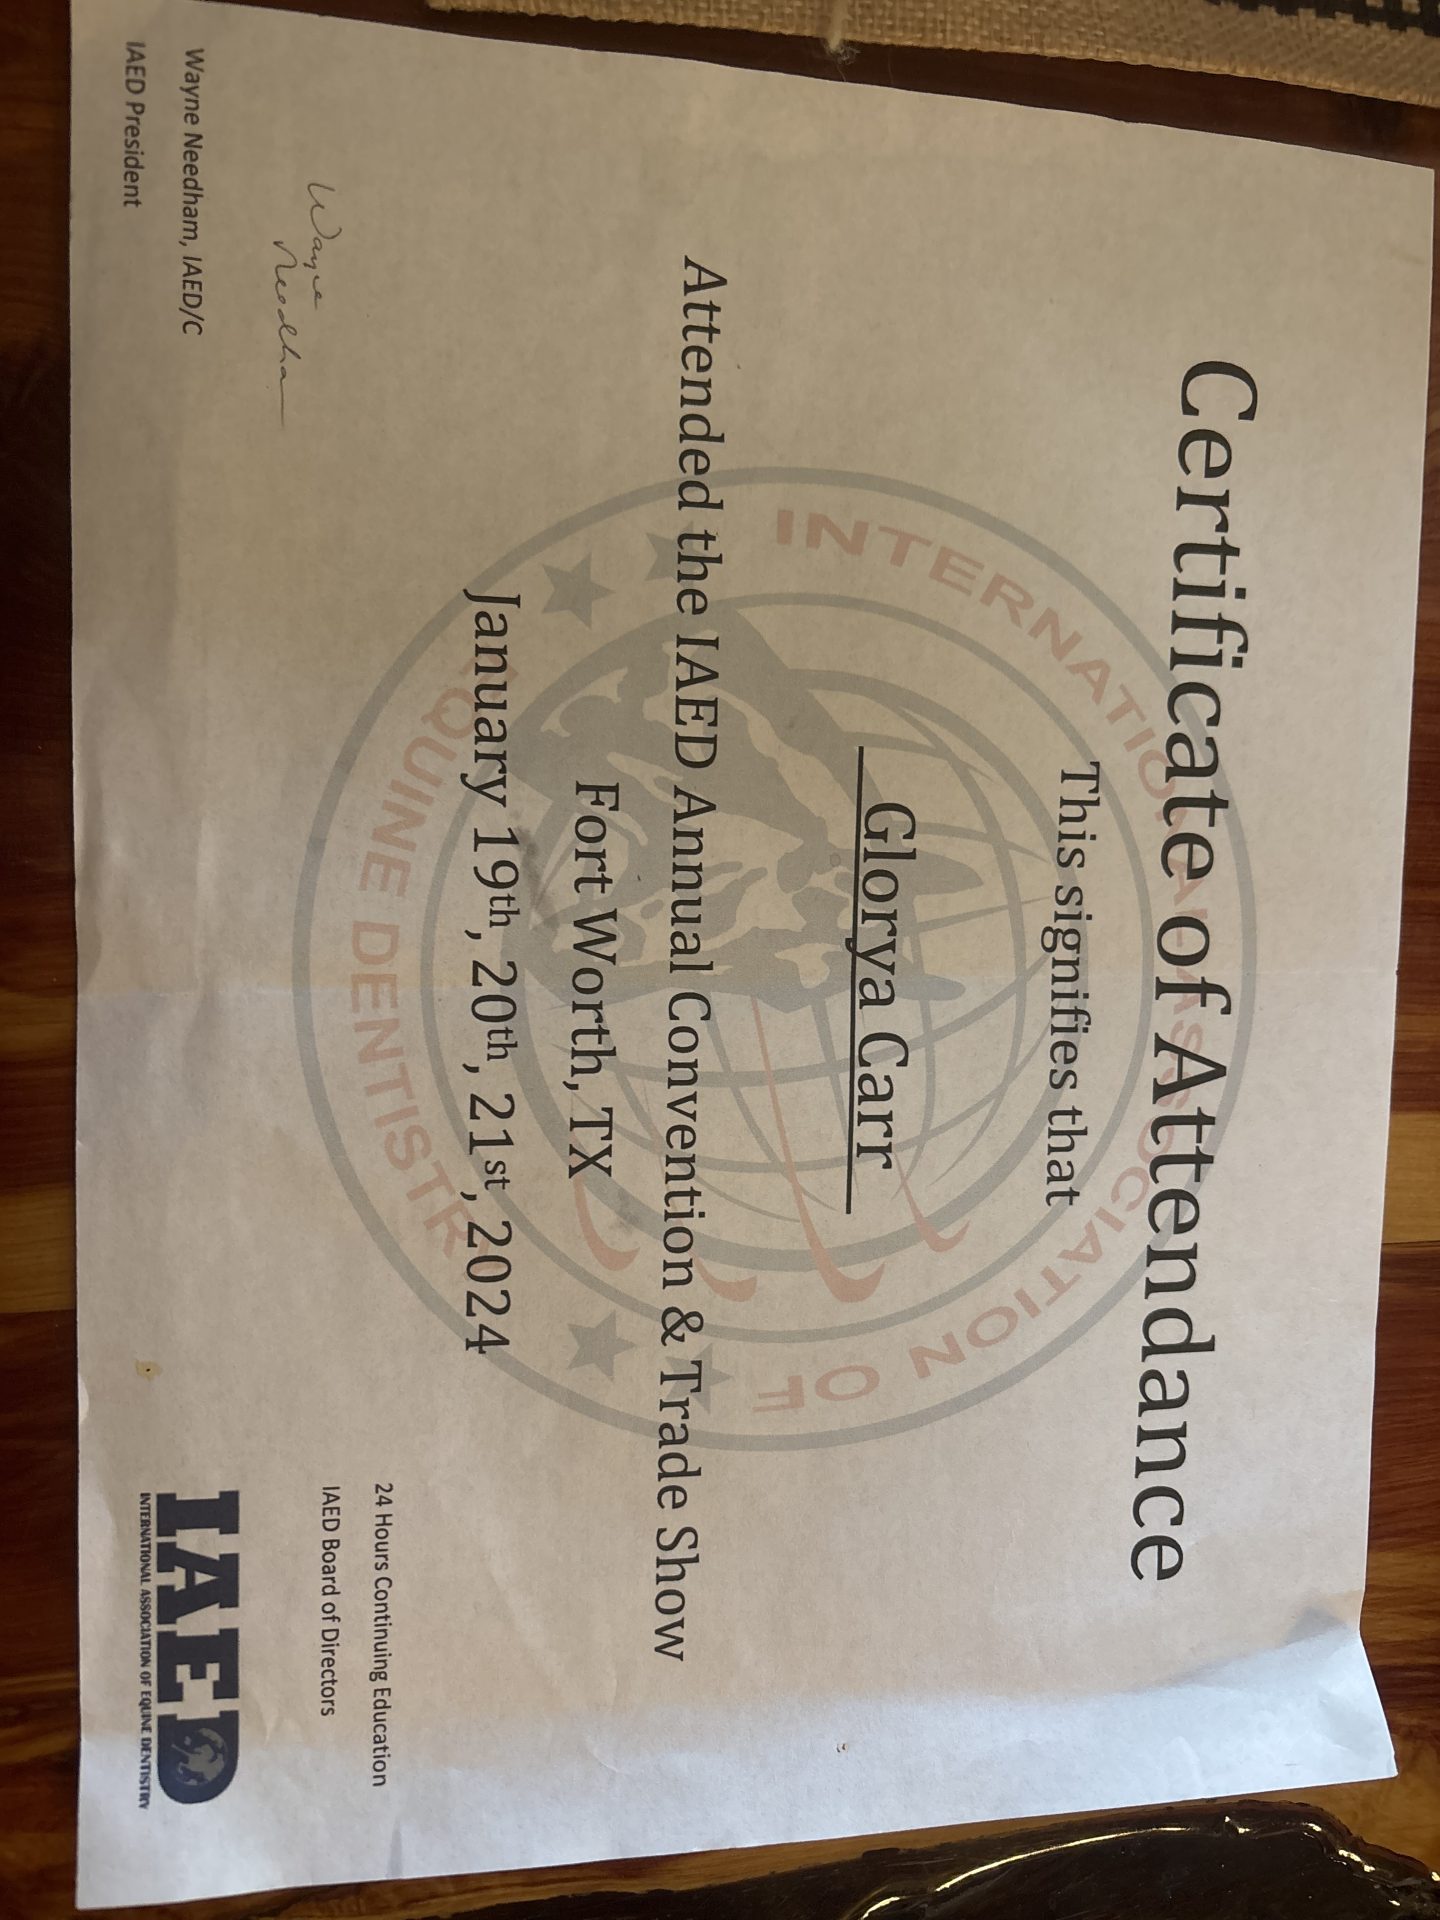 Certificate of Attendance
This signifies that
Glorya Carr
Attended the IAED Annual Convention & Trade Show
Fort Worth, TX
January 19th, 20th, 21st, 2024
INTERNATIONAL ASSOCIATION OF
EQUINE DENTISTRY
Wayne Needham
Wayne Needham, IAED/C
IAED President
24 Hours Continuing Education
IAED Board of Directors
IAED
INTERNATIONAL ASSOCIATION OF EQUINE DENTISTRY